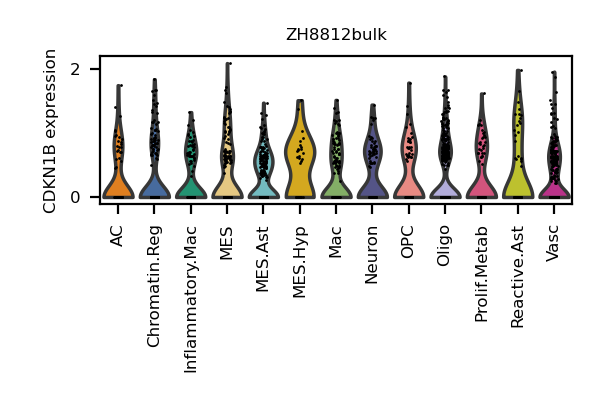 ZH8812bulk
CDKN1B expression
2
0
AC
Chromatin.Reg
Inflammatory.Mac
MES
MES.Ast
MES.Hyp
Mac
Neuron
OPC
Oligo
Prolif.Metab
Reactive.Ast
Vasc